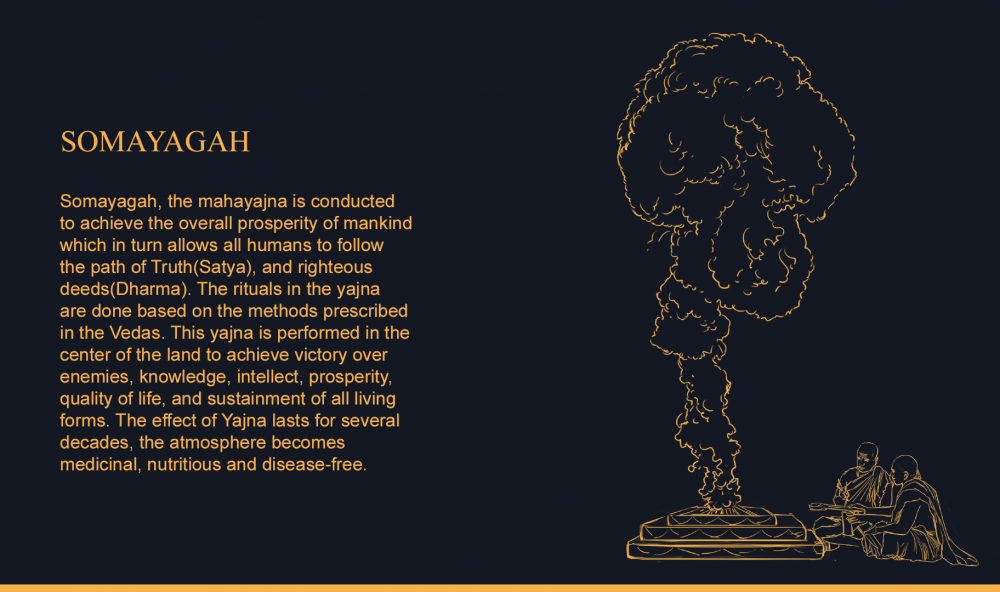 SOMAYAGAH
Somayagah, the mahayajna is conducted
to achieve the overall prosperity of mankind
which in turn allows all humans to follow
the path of Truth(Satya), and righteous
deeds(Dharma). The rituals in the yajna
are done based on the methods prescribed
in the Vedas. This yajna is performed in the
center of the land to achieve victory over
enemies, knowledge, intellect, prosperity,
quality of life, and sustainment of all living
forms. The effect of Yajna lasts for several
decades, the atmosphere becomes
medicinal, nutritious and disease-free.